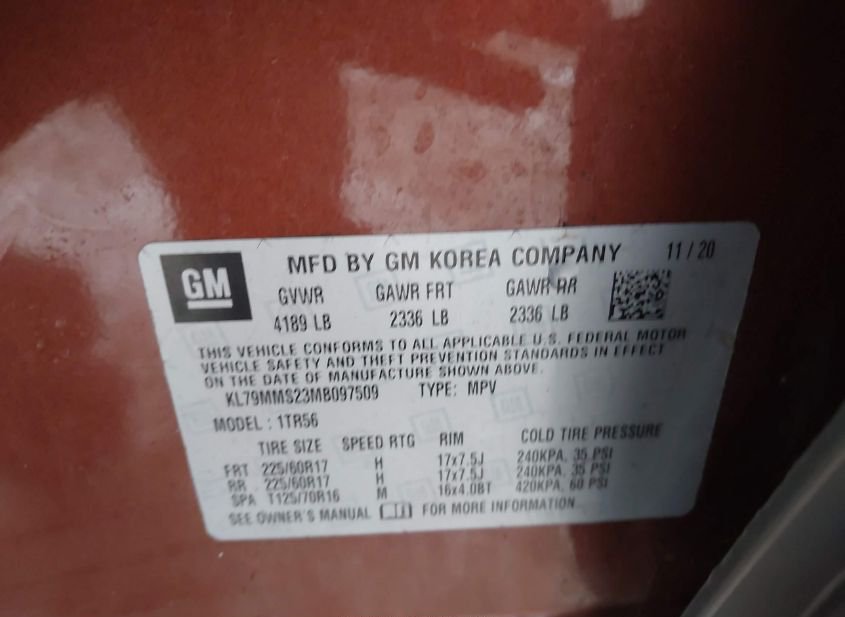 GM MFD BY GM KOREA COMPANY 11 / 20
GVWR GAWR FRT GAWR RR
4189 LB 2336 LB 2336 LB
THIS VEHICLE CONFORMS TO ALL APPLICABLE U.S. FEDERAL MOTOR
VEHICLE SAFETY AND THEFT PREVENTION STANDARDS IN EFFECT
ON THE DATE OF MANUFACTURE SHOWN ABOVE.
KL79MMS23MB097509 TYPE: MPV
MODEL : 1TR56
TIRE SIZE SPEED RTG RIM COLD TIRE PRESSURE
FRT 225/60R17 H 17x7.5J 240KPA, 35 PSI
RR 225/60R17 H 17x7.5J 240KPA, 35 PSI
SPA T125/70R16 M 16x4.0BT 420KPA, 60 PSI
SEE OWNER'S MANUAL FOR MORE INFORMATION